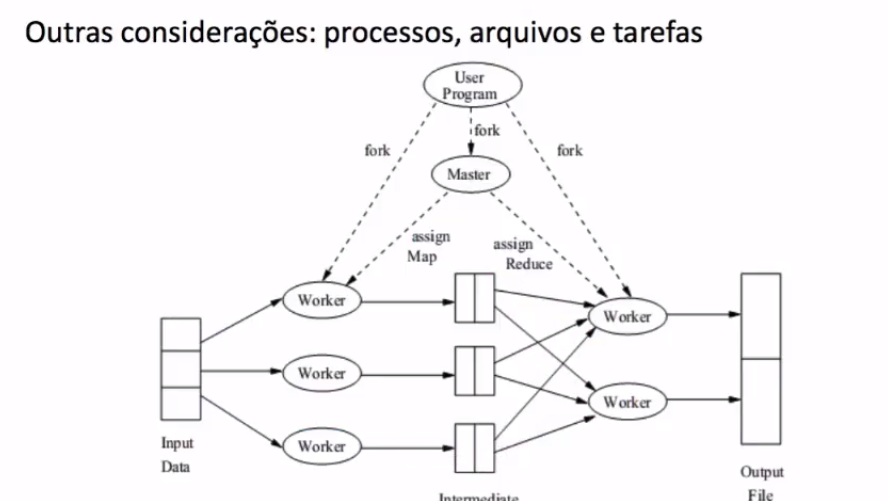 Outras considerações: processos, arquivos e tarefas
User
Program
fork
fork
fork
Master
assign
Map
assign
Reduce
Worker
Worker
Worker
Worker
Worker
Input
Data
Intermediate
Output
File